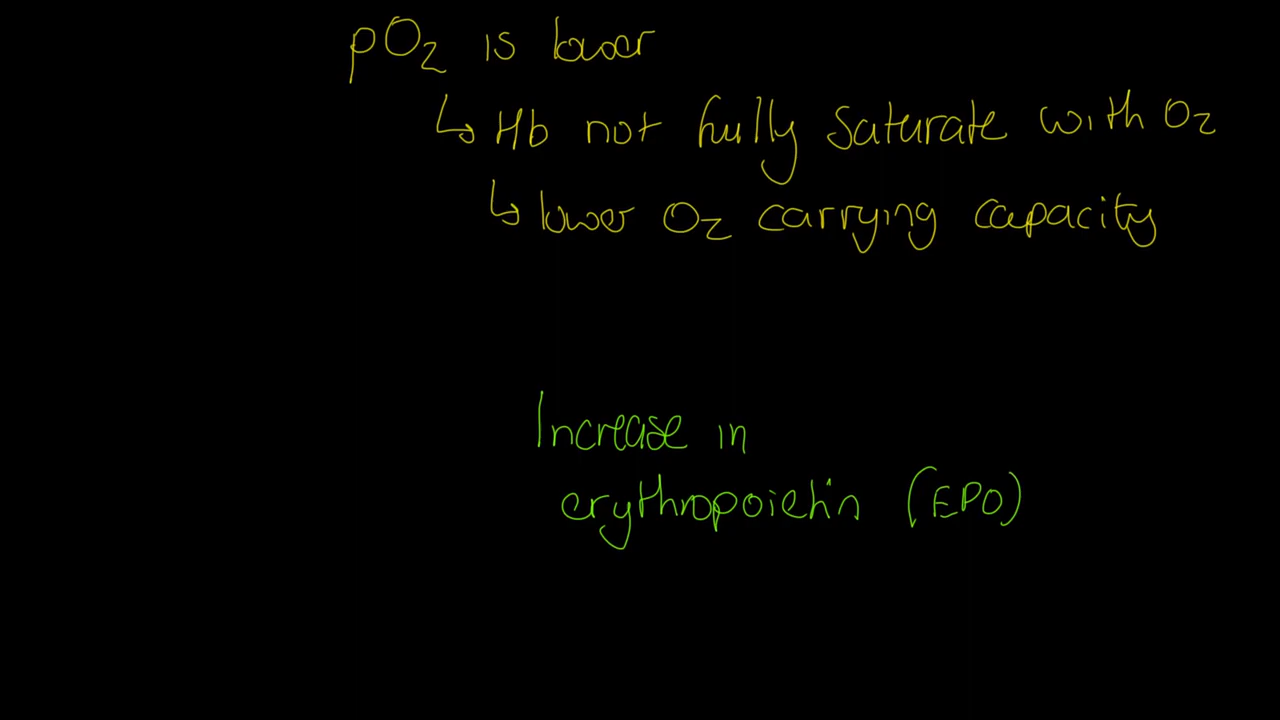 pO₂ is lower
↳ Hb not fully saturate with O₂
↳ lower O₂ carrying capacity
Increase in
erythropoietin (EPO)